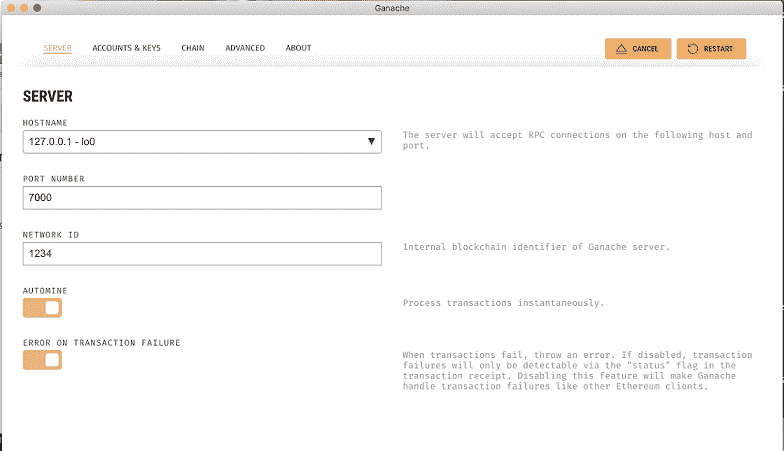 Ganache
SERVER
ACCOUNTS & KEYS
CHAIN
ADVANCED
ABOUT
CANCEL
RESTART
SERVER
HOSTNAME
127.0.0.1 - lo0
The server will accept RPC connections on the following host and
port.
PORT NUMBER
7000
NETWORK ID
1234
Internal blockchain identifier of Ganache server.
AUTOMINE
Process transactions instantaneously.
ERROR ON TRANSACTION FAILURE
When transactions fail, throw an error. If disabled, transaction
failures will only be detectable via the "status" flag in the
transaction receipt. Disabling this feature will make Ganache
handle transaction failures like other Ethereum clients.